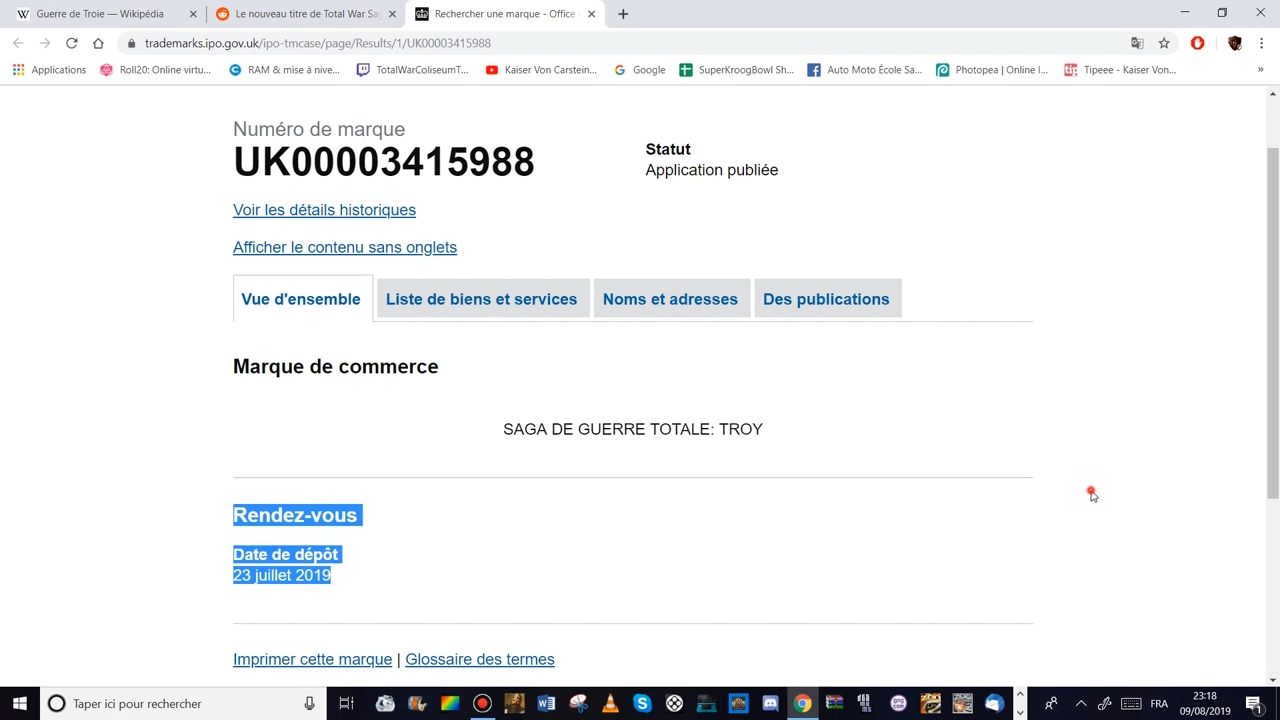 Guerre de Troie — Wikipédia
Le nouveau titre de Total War Sa
Rechercher une marque - Office
trademarks.ipo.gov.uk/ipo-tmcase/page/Results/1/UK00003415988
Applications
Roll20: Online virtu...
RAM & mise à nive...
TotalWarColiseumT...
Kaiser Von Carstein...
Google
SuperKroogBowl Sh...
Auto Moto École Sa...
Photopea | Online I...
Tipeee - Kaiser Von...
»
Numéro de marque
UK00003415988
Statut
Application publiée
Voir les détails historiques
Afficher le contenu sans onglets
Vue d'ensemble
Liste de biens et services
Noms et adresses
Des publications
Marque de commerce
SAGA DE GUERRE TOTALE: TROY
Rendez-vous
Date de dépôt
23 juillet 2019
Imprimer cette marque | Glossaire des termes
Taper ici pour rechercher
FRA
23:18
09/08/2019
1